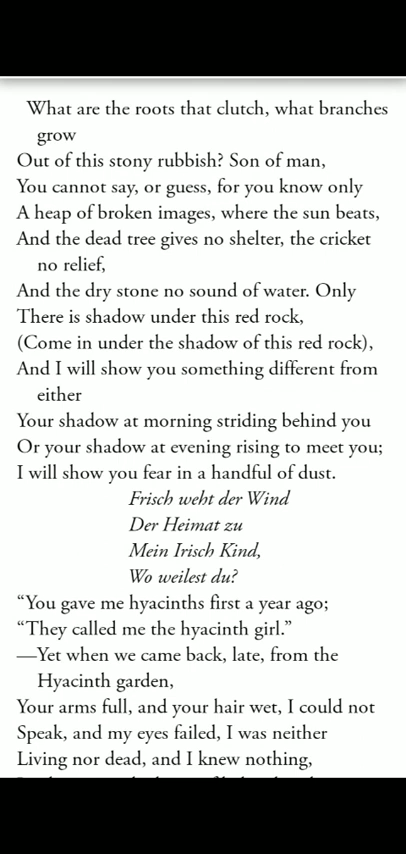 What are the roots that clutch, what branches
grow
Out of this stony rubbish? Son of man,
You cannot say, or guess, for you know only
A heap of broken images, where the sun beats,
And the dead tree gives no shelter, the cricket
no relief,
And the dry stone no sound of water. Only
There is shadow under this red rock,
(Come in under the shadow of this red rock),
And I will show you something different from
either
Your shadow at morning striding behind you
Or your shadow at evening rising to meet you;
I will show you fear in a handful of dust.
Frisch weht der Wind
Der Heimat zu
Mein Irisch Kind,
Wo weilest du?
“You gave me hyacinths first a year ago;
“They called me the hyacinth girl.”
—Yet when we came back, late, from the
Hyacinth garden,
Your arms full, and your hair wet, I could not
Speak, and my eyes failed, I was neither
Living nor dead, and I knew nothing,